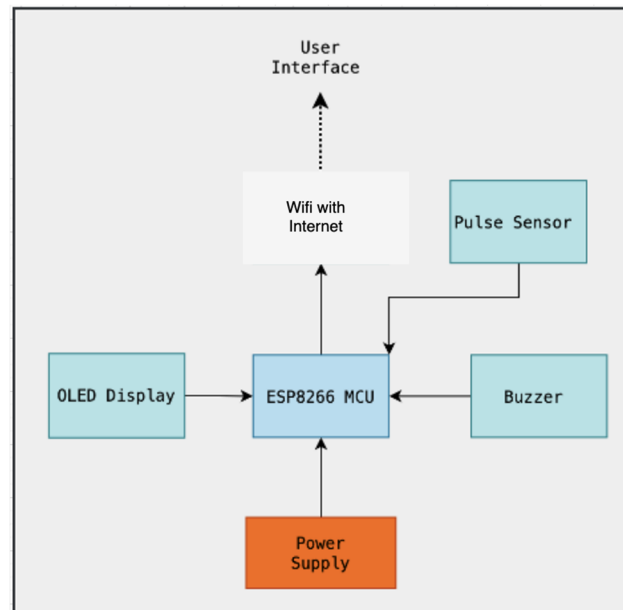 User
Interface
Wifi with
Internet
Pulse Sensor
OLED Display
ESP8266 MCU
Buzzer
Power
Supply